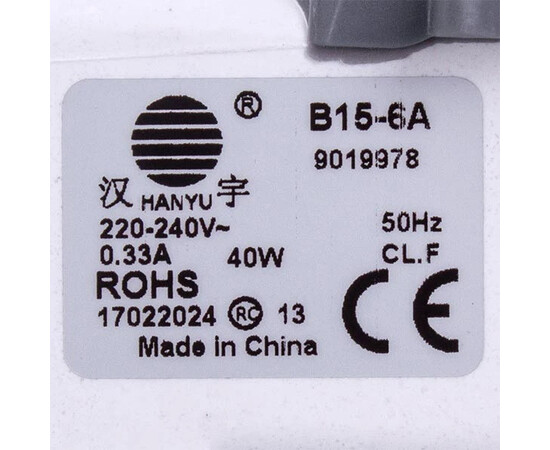 ® B15-6A
9019978
汉 HANYU 宇
220-240V~ 50Hz
0.33A 40W CL.F
ROHS
17022024 RC 13
Made in China
CE